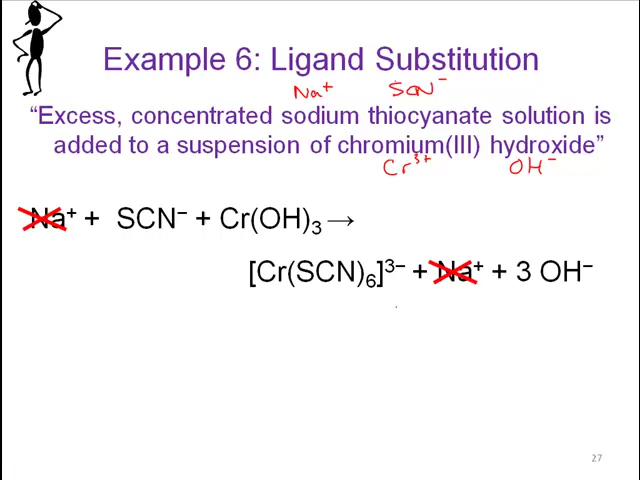 Example 6: Ligand Substitution
Na⁺ SCN⁻
“Excess, concentrated sodium thiocyanate solution is
added to a suspension of chromium(III) hydroxide”
Cr³⁺ OH⁻
Na⁺ + SCN⁻ + Cr(OH)₃ →
[Cr(SCN)₆]³⁻ + Na⁺ + 3 OH⁻
27